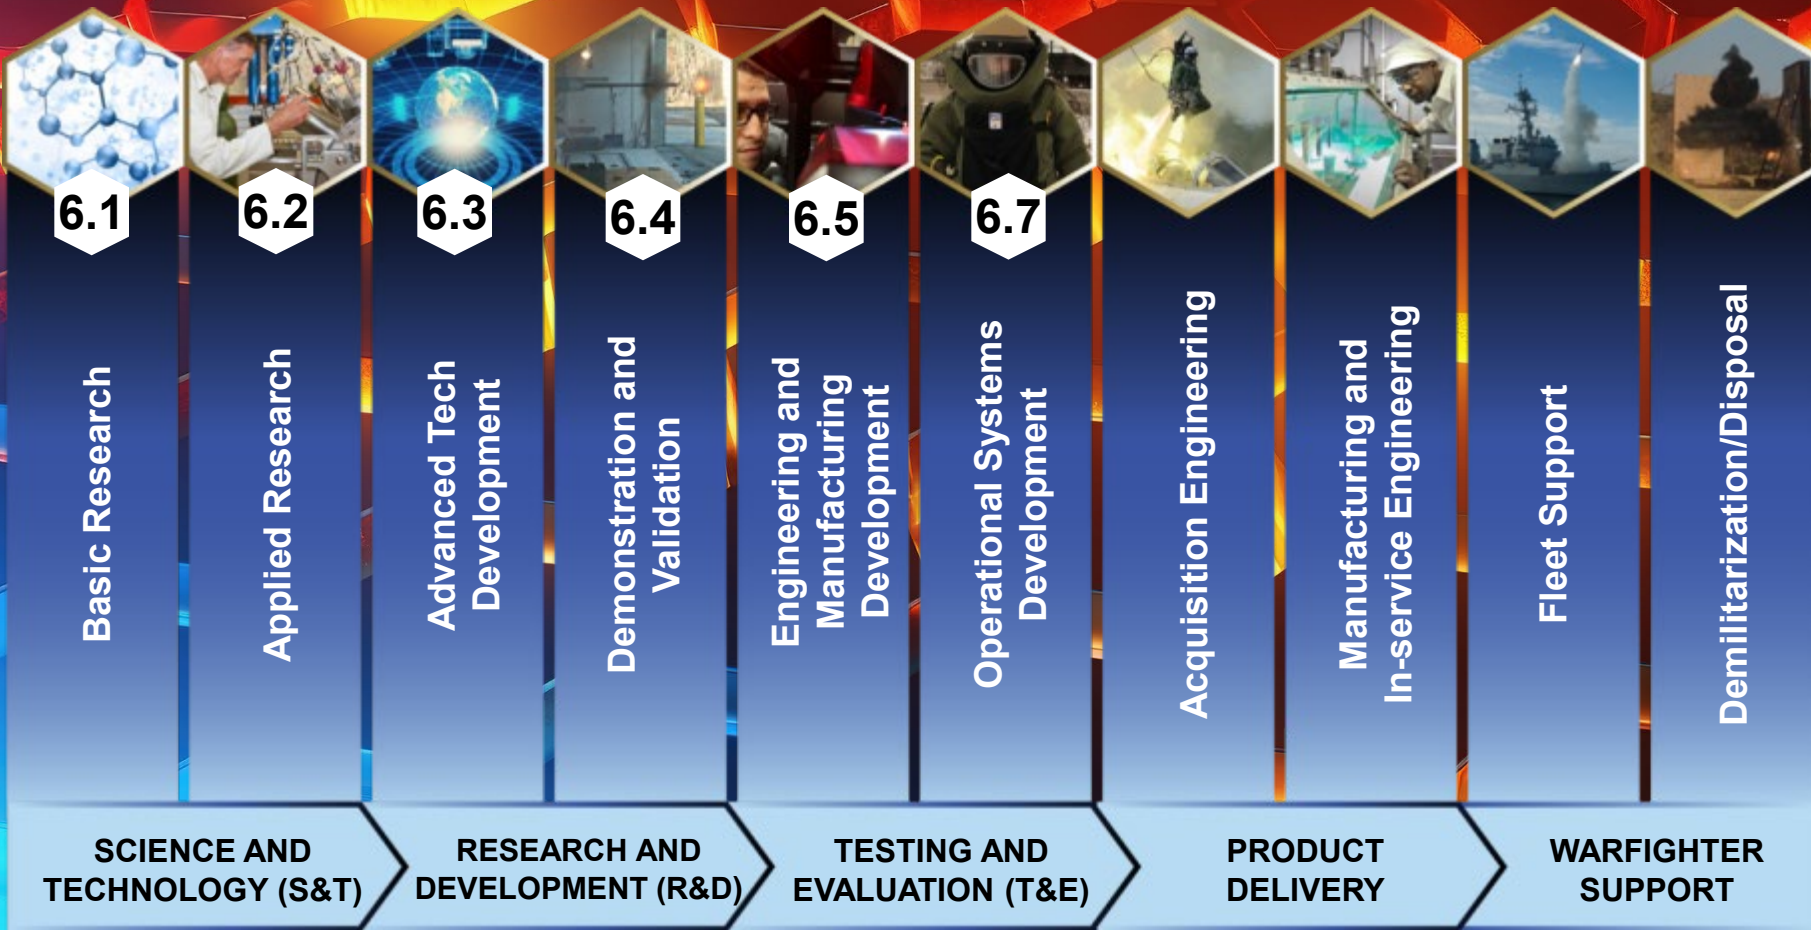 6.1
6.2
6.3
6.4
6.5
6.7
Basic Research
Applied Research
Advanced Tech
Development
Demonstration and
Validation
Engineering and
Manufacturing
Development
Operational Systems
Development
Acquisition Engineering
Manufacturing and
In-service Engineering
Fleet Support
Demilitarization/Disposal
SCIENCE AND
TECHNOLOGY (S&T)
RESEARCH AND
DEVELOPMENT (R&D)
TESTING AND
EVALUATION (T&E)
PRODUCT
DELIVERY
WARFIGHTER
SUPPORT